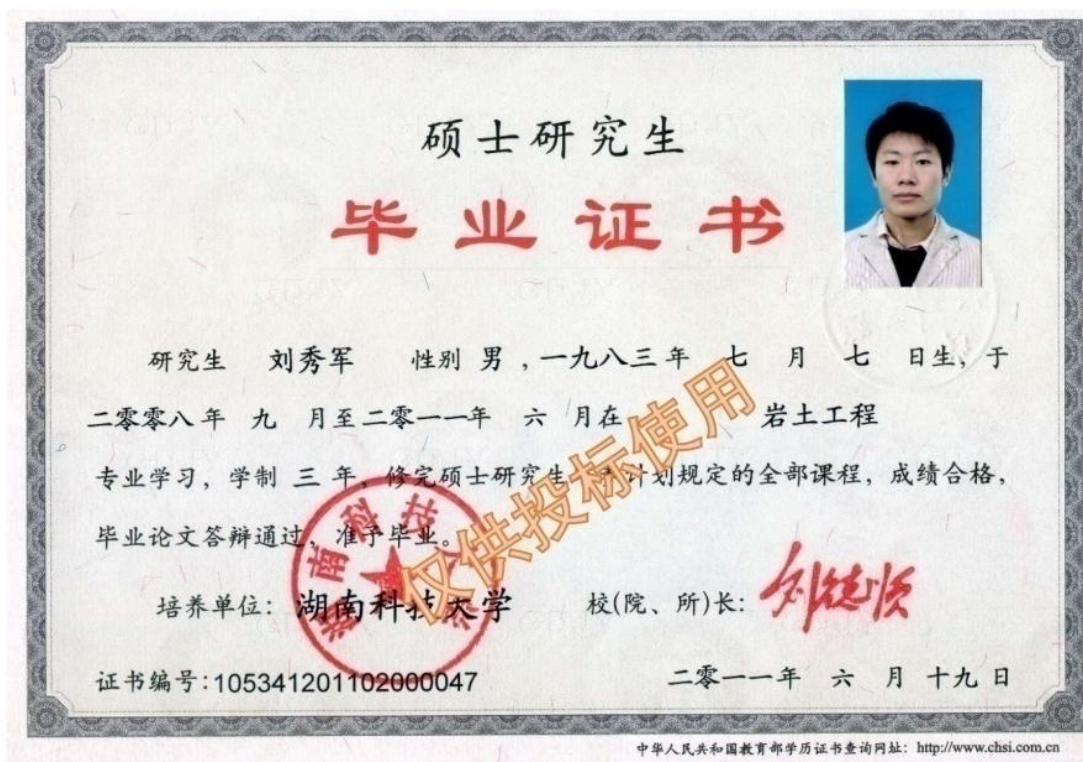 硕士研究生
毕业证书
研究生 刘秀军 性别 男 ,一九八三年 七 月 七 日生,于
二零零八年 九 月至二零一一年 六 月在 岩土工程
专业学习, 学制 三 年, 修完硕士研究生 计划规定的全部课程, 成绩合格,
毕业论文答辩通过, 准予毕业。
仅供投标使用
培养单位: 湖南科技大学 校(院、所)长: 刘德顺
证书编号:105341201102000047 二零一一年 六 月 十九 日
中华人民共和国教育部学历证书查询网址: http://www.chsi.com.cn